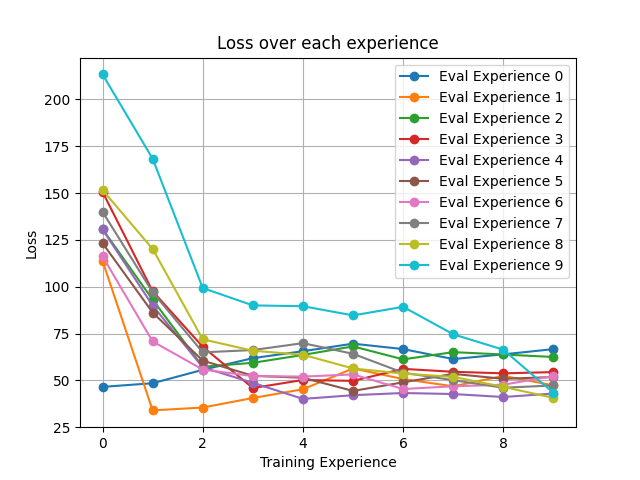 Loss over each experience
Loss
225
200
175
150
125
100
75
50
25
0
2
4
6
8
Training Experience
Eval Experience 0
Eval Experience 1
Eval Experience 2
Eval Experience 3
Eval Experience 4
Eval Experience 5
Eval Experience 6
Eval Experience 7
Eval Experience 8
Eval Experience 9